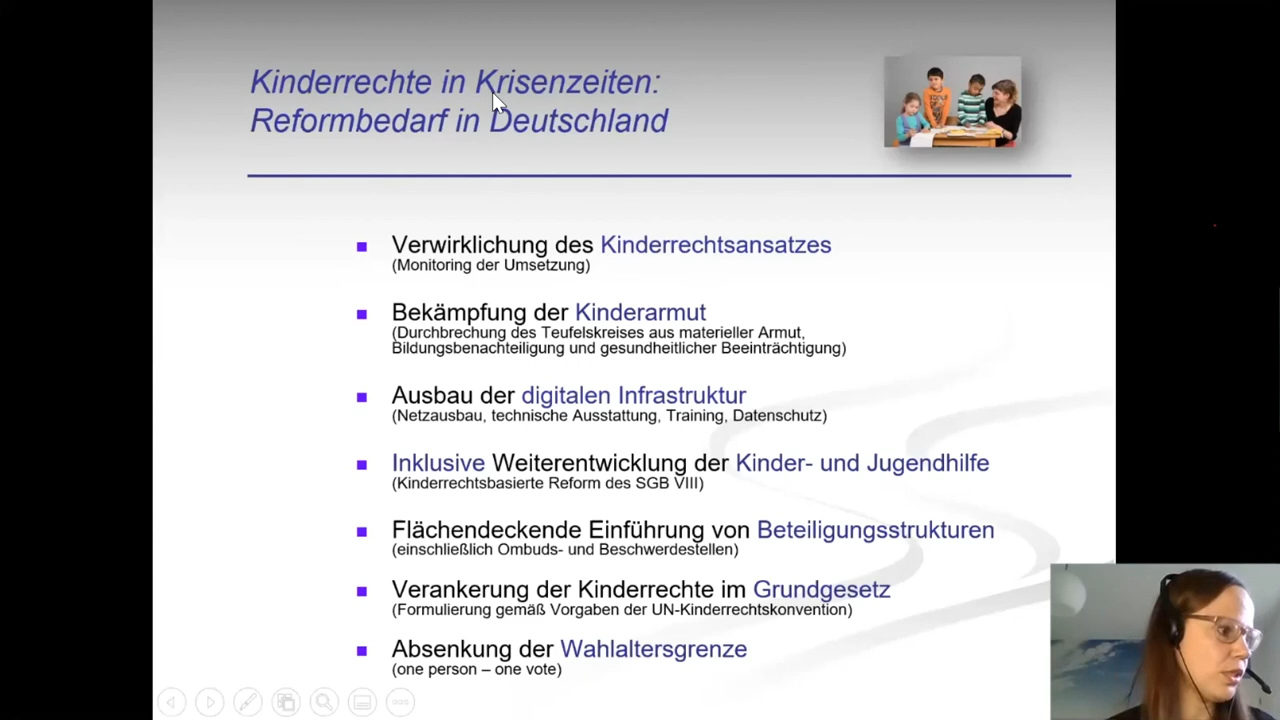 Kinderrechte in Krisenzeiten:
Reformbedarf in Deutschland
Verwirklichung des Kinderrechtsansatzes
(Monitoring der Umsetzung)
Bekämpfung der Kinderarmut
(Durchbrechung des Teufelskreises aus materieller Armut,
Bildungsbenachteiligung und gesundheitlicher Beeinträchtigung)
Ausbau der digitalen Infrastruktur
(Netzausbau, technische Ausstattung, Training, Datenschutz)
Inklusive Weiterentwicklung der Kinder- und Jugendhilfe
(Kinderrechtsbasierte Reform des SGB VIII)
Flächendeckende Einführung von Beteiligungsstrukturen
(einschließlich Ombuds- und Beschwerdestellen)
Verankerung der Kinderrechte im Grundgesetz
(Formulierung gemäß Vorgaben der UN-Kinderrechtskonvention)
Absenkung der Wahlaltersgrenze
(one person – one vote)